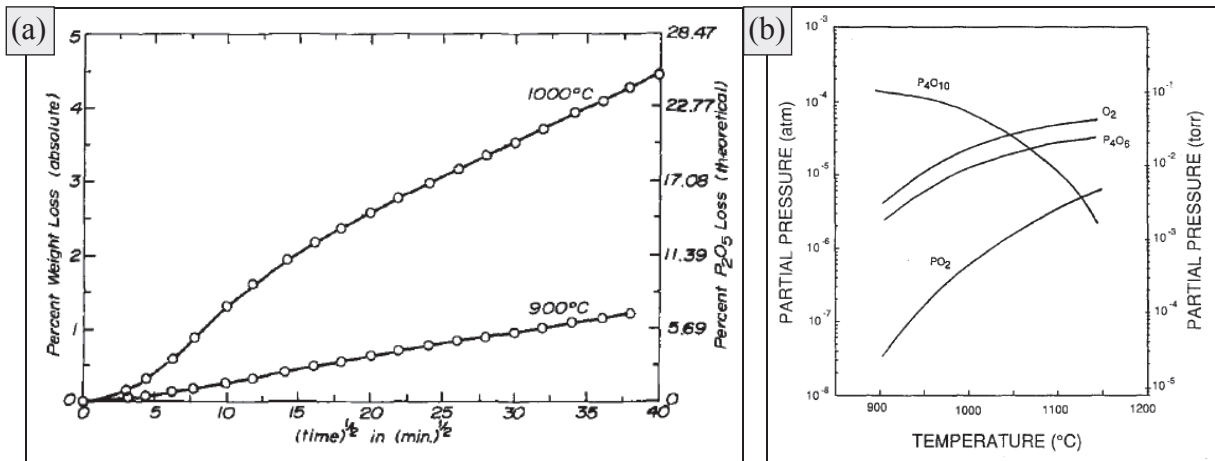 (a)
5
4
3
2
1
0
Percent Weight Loss (absolute)
1000°C
900°C
28.47
22.77
17.08
11.39
5.69
0
Percent P₂O₅ Loss (theoretical)
0 5 10 15 20 25 30 35 40
(time)½ in (min.)½
(b)
10⁻³
10⁻⁴
10⁻⁵
10⁻⁶
10⁻⁷
10⁻⁸
PARTIAL PRESSURE (atm)
P₄O₁₀
O₂
P₄O₆
PO₂
10⁻¹
10⁻²
10⁻³
10⁻⁴
10⁻⁵
PARTIAL PRESSURE (torr)
900 1000 1100 1200
TEMPERATURE (°C)